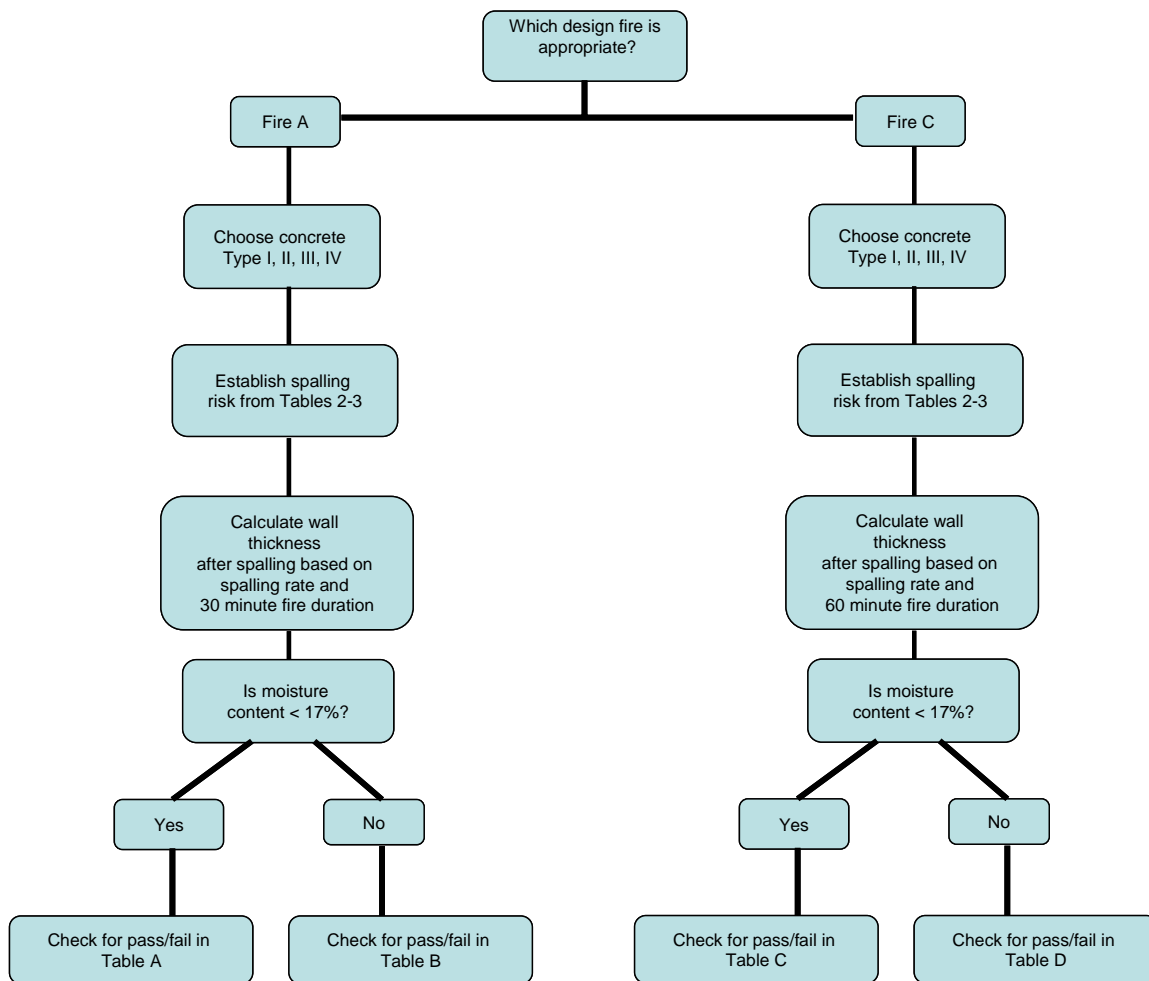 Which design fire is
appropriate?
Fire A
Fire C
Choose concrete
Type I, II, III, IV
Choose concrete
Type I, II, III, IV
Establish spalling
risk from Tables 2-3
Establish spalling
risk from Tables 2-3
Calculate wall
thickness
after spalling based on
spalling rate and
30 minute fire duration
Calculate wall
thickness
after spalling based on
spalling rate and
60 minute fire duration
Is moisture
content < 17%?
Is moisture
content < 17%?
Yes
No
Yes
No
Check for pass/fail in
Table A
Check for pass/fail in
Table B
Check for pass/fail in
Table C
Check for pass/fail in
Table D